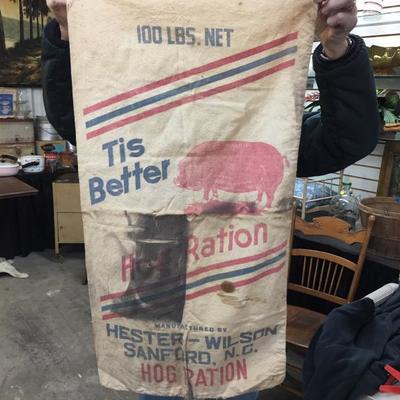 100 LBS. NET
Tis
Better
Hog Ration
MANUFACTURED BY
HESTER-WILSON
SANFORD, N.C.
HOG RATION